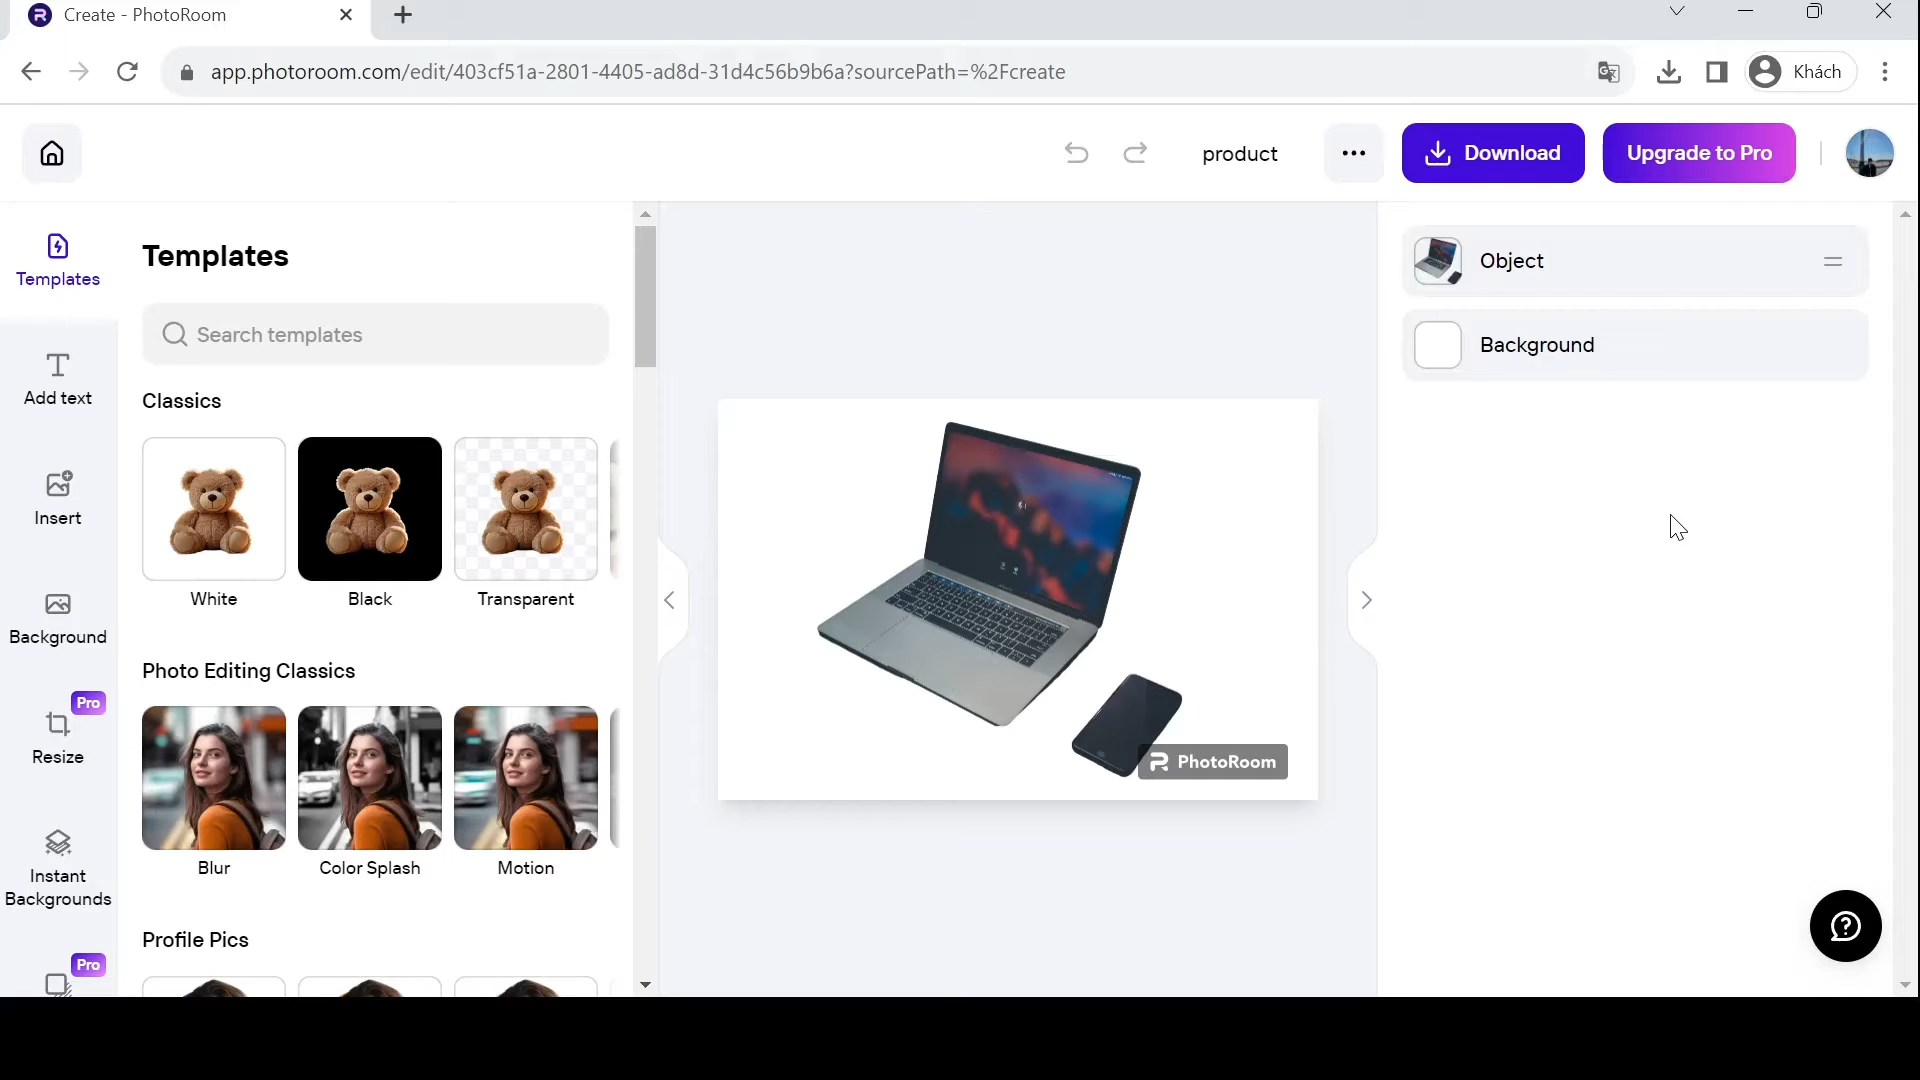 Create - PhotoRoom
app.photoroom.com/edit/403cf51a-2801-4405-ad8d-31d4c56b9b6a?sourcePath=%2Fcreate
Khách
product
Download
Upgrade to Pro
Templates
Add text
Insert
Background
Pro
Resize
Instant
Backgrounds
Pro
Templates
Search templates
Classics
White
Black
Transparent
Photo Editing Classics
Blur
Color Splash
Motion
Profile Pics
PhotoRoom
Object
Background